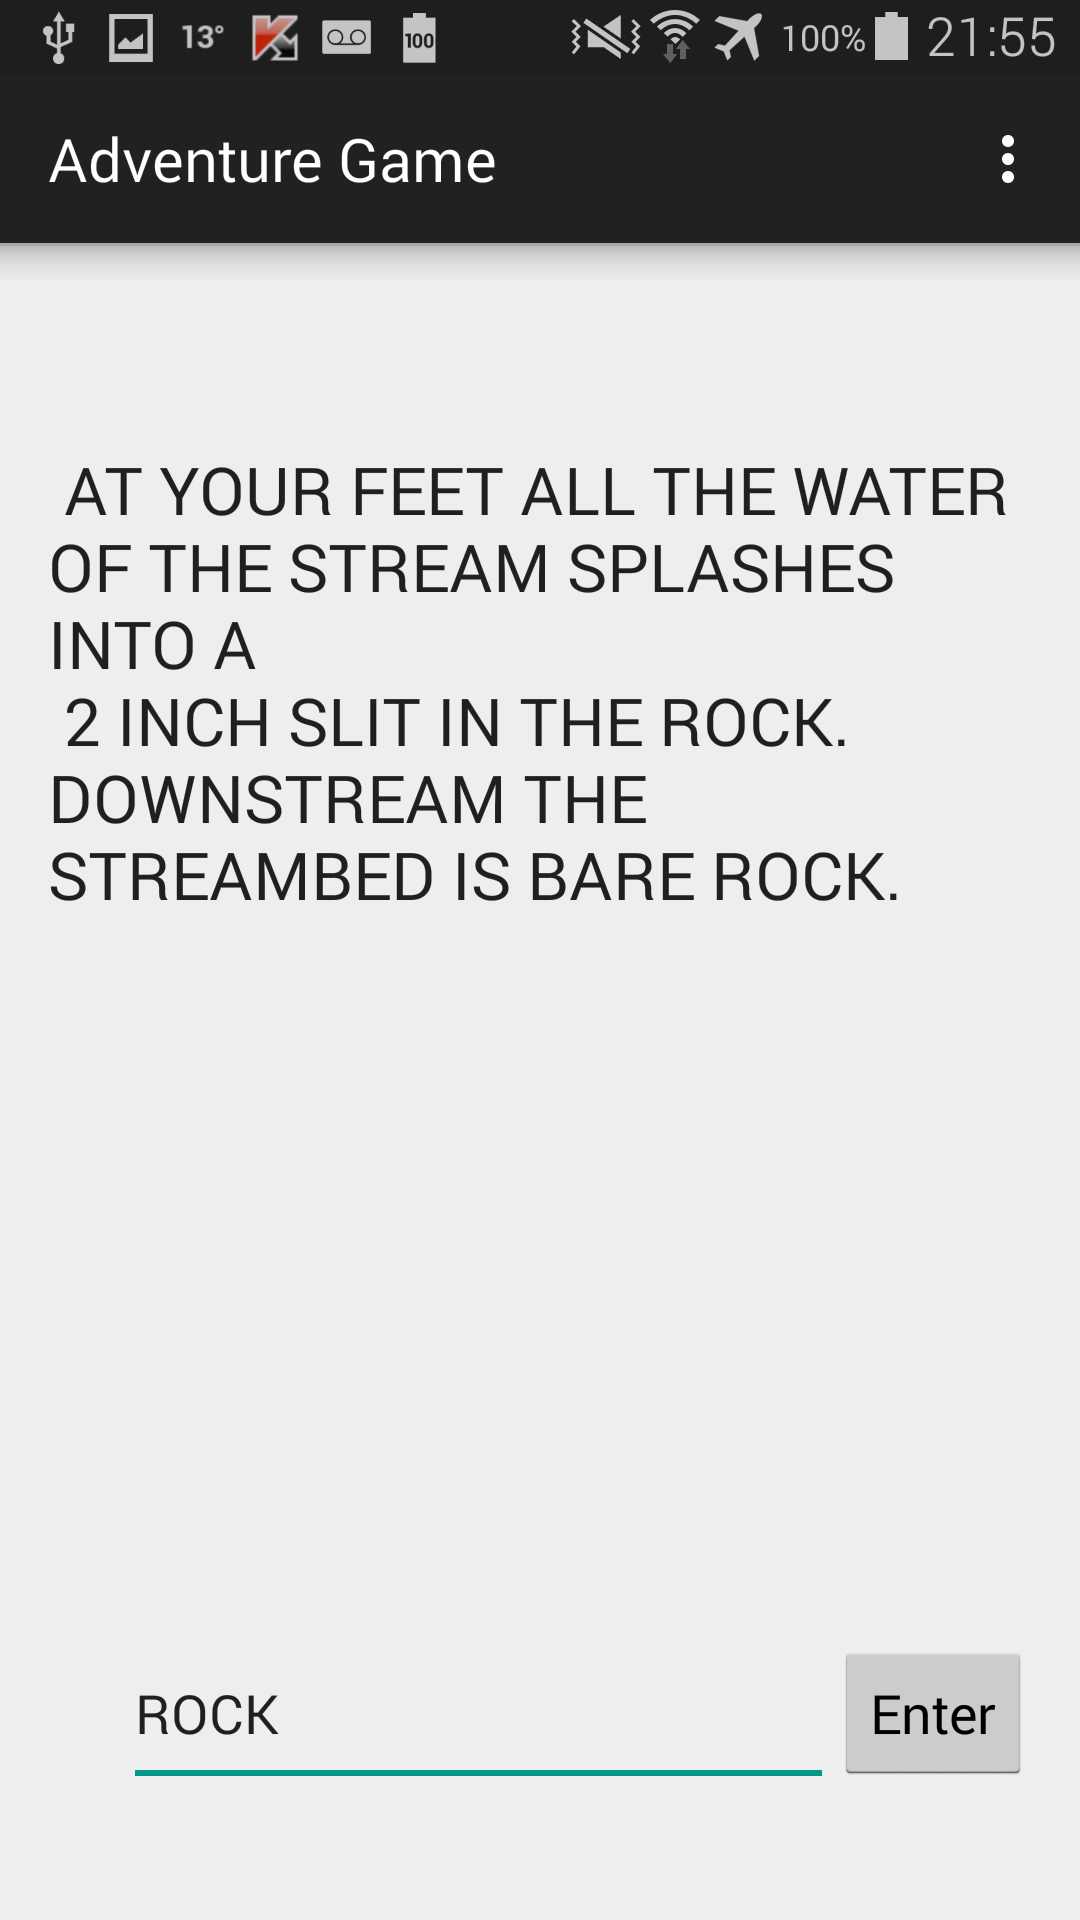 13°
100
100%
21:55
Adventure Game
AT YOUR FEET ALL THE WATER
OF THE STREAM SPLASHES
INTO A
2 INCH SLIT IN THE ROCK.
DOWNSTREAM THE
STREAMBED IS BARE ROCK.
ROCK
Enter